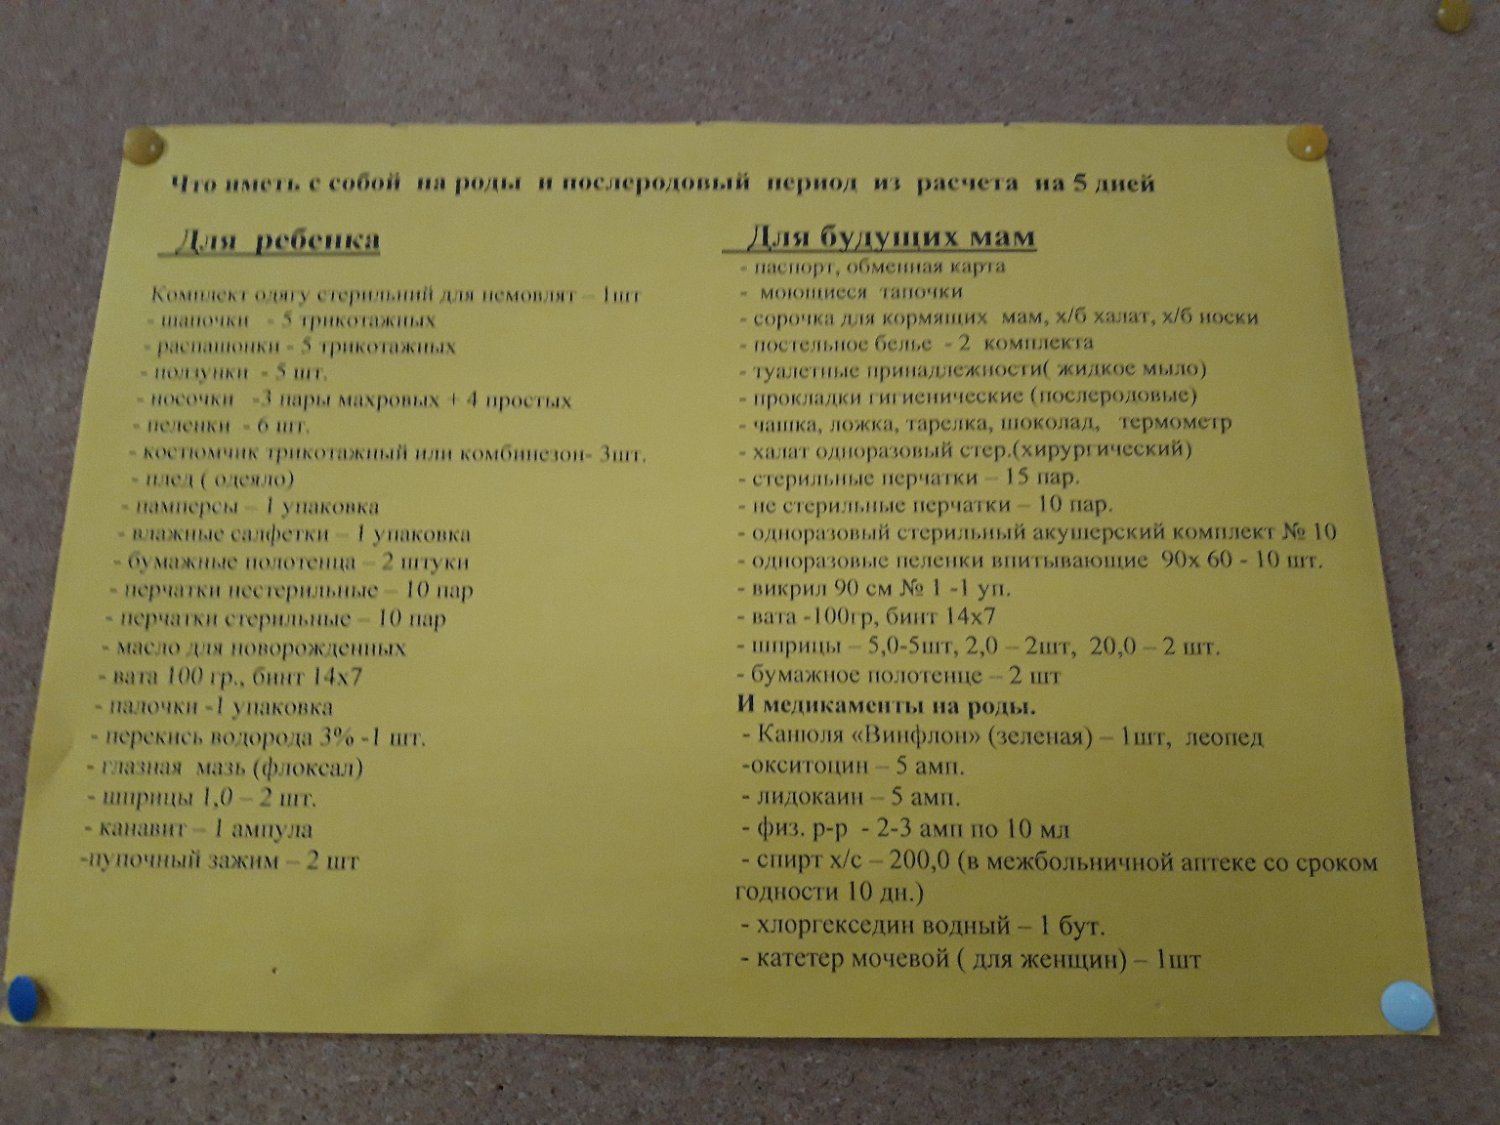 Что иметь с собой на роды и послеродовый период из расчета на 5 дней
Для ребенка
Комплект одягу стерильний для немовлят – 1шт
- шапочки - 5 трикотажных
- распашонки - 5 трикотажных
- ползунки - 5 шт.
- носочки -3 пары махровых + 4 простых
- пеленки - 6 шт.
- костюмчик трикотажный или комбинезон- 3шт.
- плед ( одеяло)
- памперсы – 1 упаковка
- влажные салфетки – 1 упаковка
- бумажные полотенца – 2 штуки
- перчатки нестерильные – 10 пар
- перчатки стерильные – 10 пар
- масло для новорожденных
- вата 100 гр., бинт 14х7
- палочки -1 упаковка
- перекись водорода 3% -1 шт.
- глазная мазь (флоксал)
- шприцы 1,0 – 2 шт.
- канавит – 1 ампула
-пупочный зажим – 2 шт
Для будущих мам
- паспорт, обменная карта
- моющиеся тапочки
- сорочка для кормящих мам, х/б халат, х/б носки
- постельное белье - 2 комплекта
- туалетные принадлежности( жидкое мыло)
- прокладки гигиенические (послеродовые)
- чашка, ложка, тарелка, шоколад, термометр
- халат одноразовый стер.(хирургический)
- стерильные перчатки – 15 пар.
- не стерильные перчатки – 10 пар.
- одноразовый стерильный акушерский комплект № 10
- одноразовые пеленки впитывающие 90х 60 - 10 шт.
- викрил 90 см № 1 -1 уп.
- вата -100гр, бинт 14х7
- шприцы – 5,0-5шт, 2,0 – 2шт, 20,0 – 2 шт.
- бумажное полотенце – 2 шт
И медикаменты на роды.
- Канюля «Винфлон» (зеленая) – 1шт, леопед
-окситоцин – 5 амп.
- лидокаин – 5 амп.
- физ. р-р - 2-3 амп по 10 мл
- спирт х/с – 200,0 (в межбольничной аптеке со сроком
годности 10 дн.)
- хлоргекседин водный – 1 бут.
- катетер мочевой ( для женщин) – 1шт